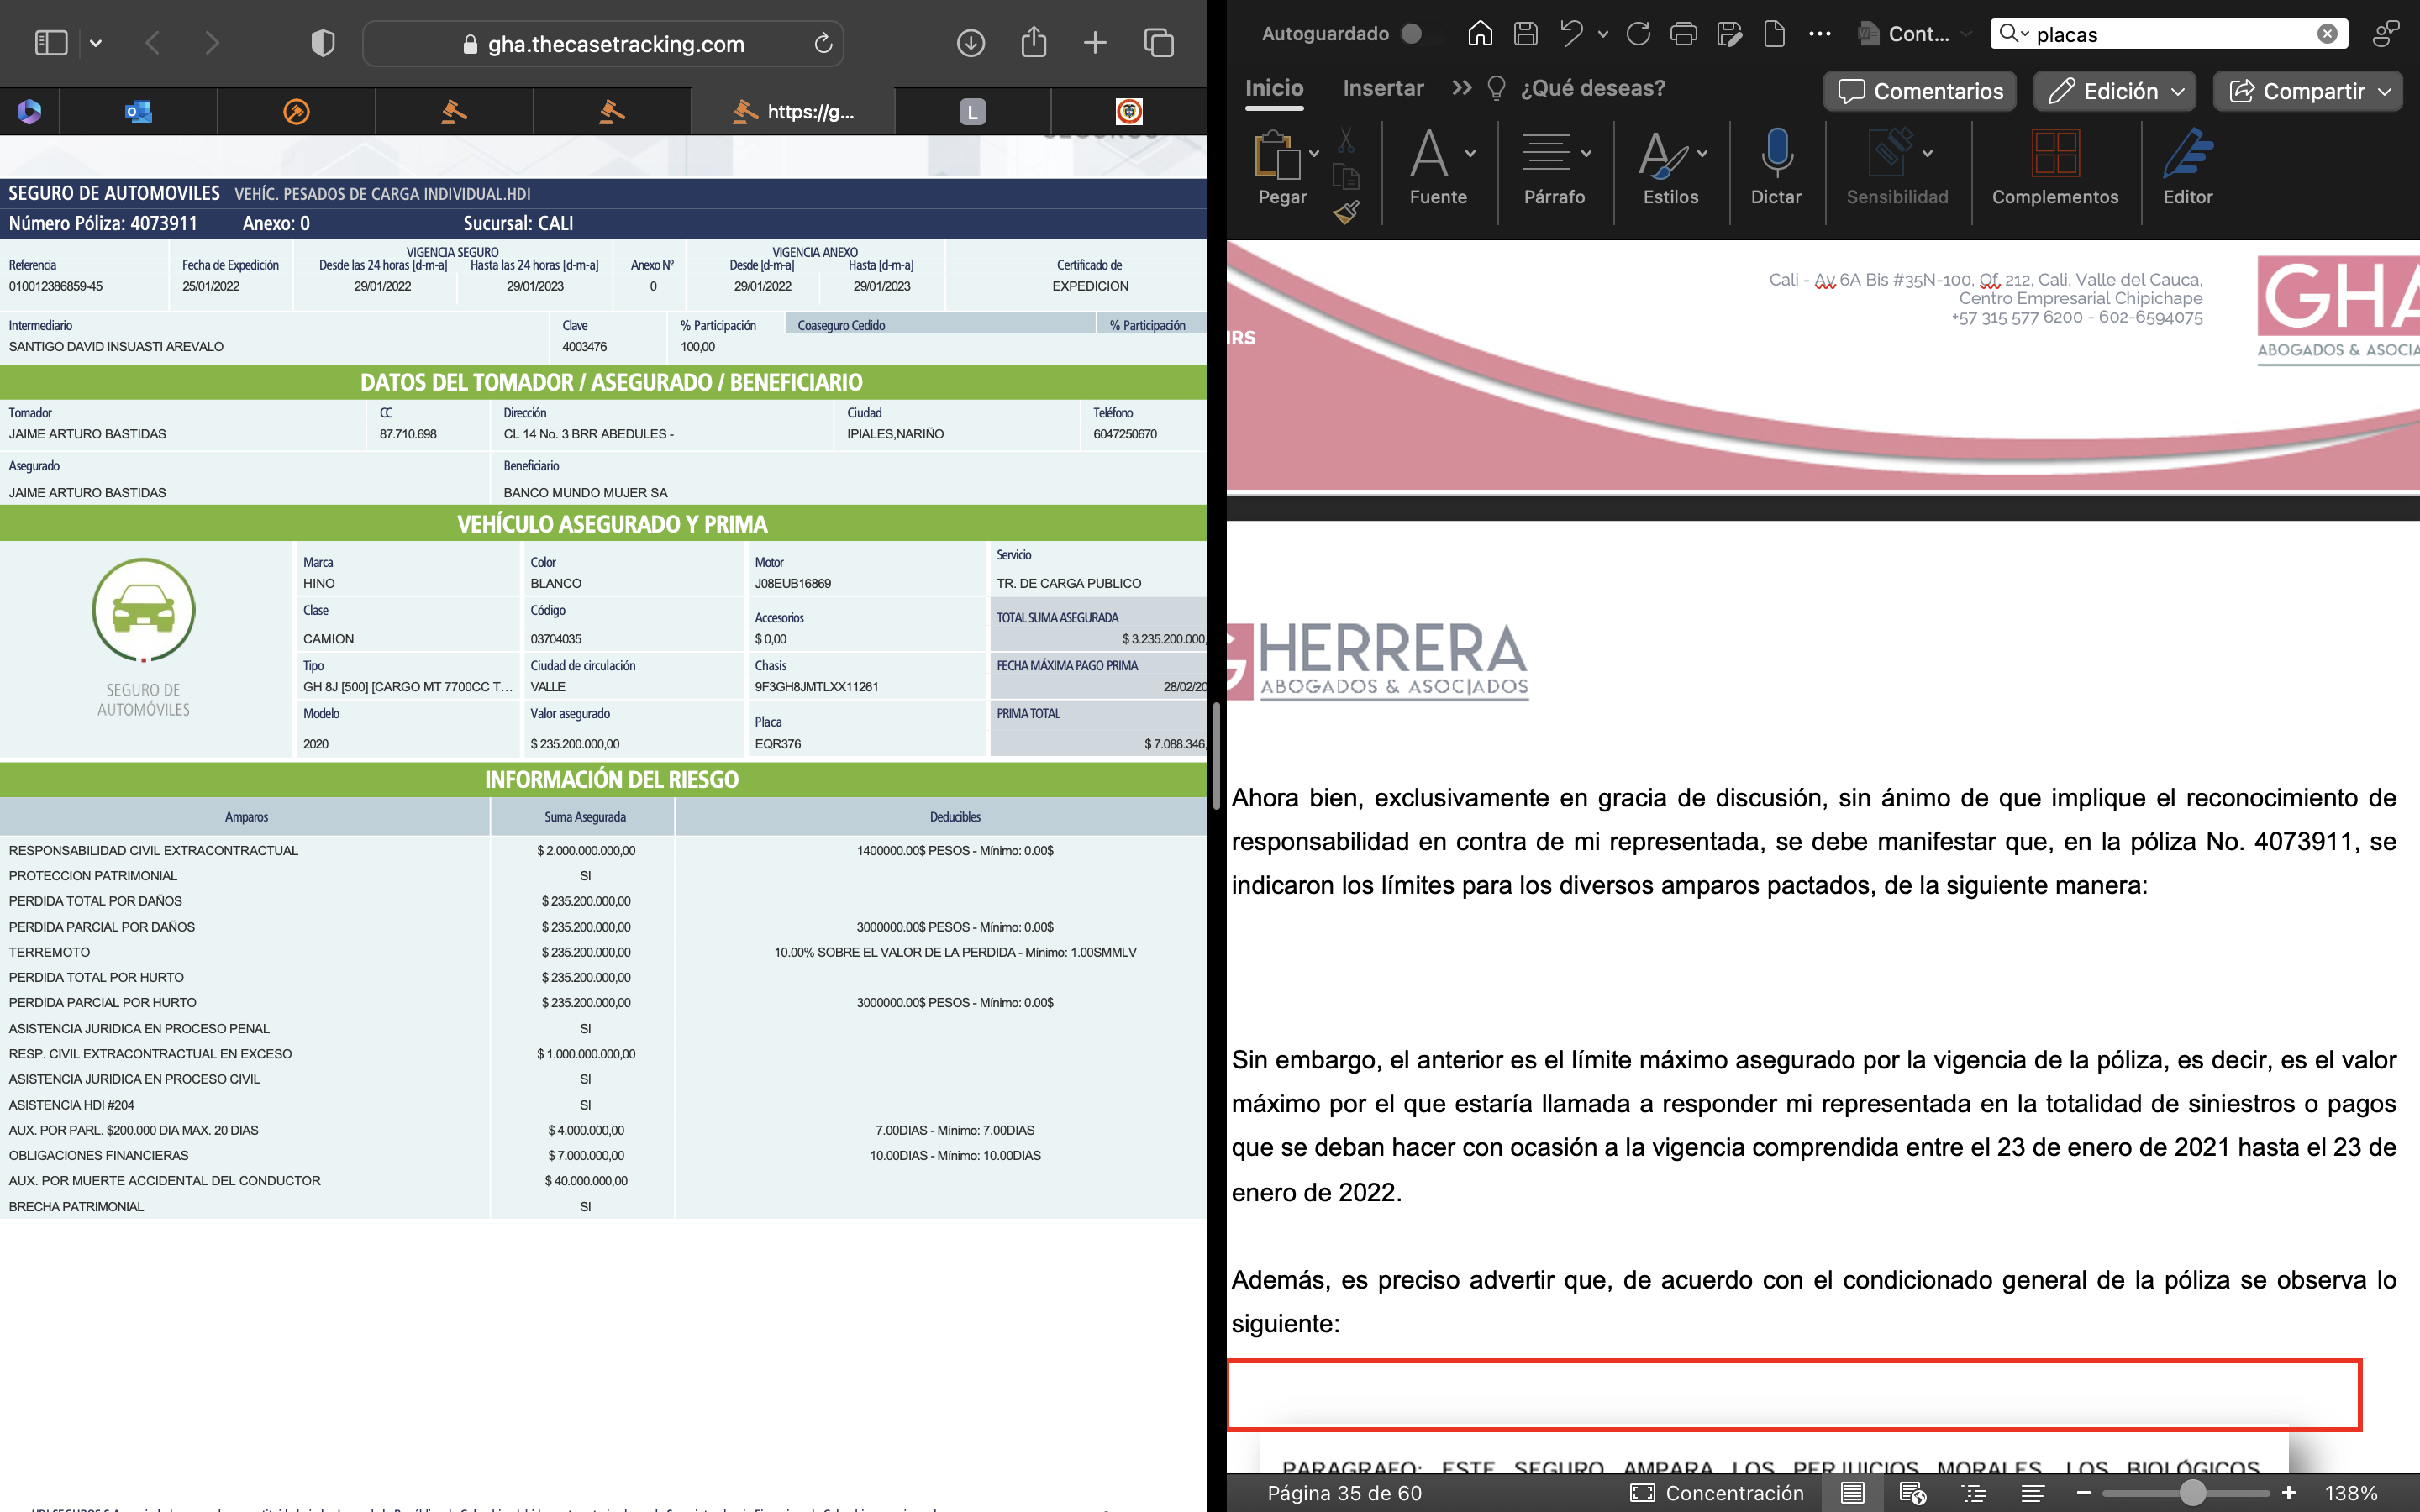 gha.thecasetracking.com
https://g...
L
SEGURO DE AUTOMOVILES VEHÍC. PESADOS DE CARGA INDIVIDUAL.HDI
Número Póliza: 4073911 Anexo: 0 Sucursal: CALI
VIGENCIA SEGURO VIGENCIA ANEXO
Referencia Fecha de Expedición Desde las 24 horas [d-m-a] Hasta las 24 horas [d-m-a] Anexo Nº Desde [d-m-a] Hasta [d-m-a] Certificado de
010012386859-45 25/01/2022 29/01/2022 29/01/2023 0 29/01/2022 29/01/2023 EXPEDICION
Intermediario Clave % Participación Coaseguro Cedido % Participación
SANTIGO DAVID INSUASTI AREVALO 4003476 100,00
DATOS DEL TOMADOR / ASEGURADO / BENEFICIARIO
Tomador CC Dirección Ciudad Teléfono
JAIME ARTURO BASTIDAS 87.710.698 CL 14 No. 3 BRR ABEDULES - IPIALES,NARIÑO 6047250670
Asegurado Beneficiario
JAIME ARTURO BASTIDAS BANCO MUNDO MUJER SA
VEHÍCULO ASEGURADO Y PRIMA
Marca Color Motor Servicio
HINO BLANCO J08EUB16869 TR. DE CARGA PUBLICO
Clase Código Accesorios TOTAL SUMA ASEGURADA
CAMION 03704035 $ 0,00 $ 3.235.200.000,
Tipo Ciudad de circulación Chasis FECHA MÁXIMA PAGO PRIMA
GH 8J [500] [CARGO MT 7700CC T... VALLE 9F3GH8JMTLXX11261 28/02/20
SEGURO DE
AUTOMÓVILES
Modelo Valor asegurado Placa PRIMA TOTAL
2020 $ 235.200.000,00 EQR376 $ 7.088.346,
INFORMACIÓN DEL RIESGO
Amparos Suma Asegurada Deducibles
RESPONSABILIDAD CIVIL EXTRACONTRACTUAL $ 2.000.000.000,00 1400000.00$ PESOS - Mínimo: 0.00$
PROTECCION PATRIMONIAL SI
PERDIDA TOTAL POR DAÑOS $ 235.200.000,00
PERDIDA PARCIAL POR DAÑOS $ 235.200.000,00 3000000.00$ PESOS - Mínimo: 0.00$
TERREMOTO $ 235.200.000,00 10.00% SOBRE EL VALOR DE LA PERDIDA - Mínimo: 1.00SMMLV
PERDIDA TOTAL POR HURTO $ 235.200.000,00
PERDIDA PARCIAL POR HURTO $ 235.200.000,00 3000000.00$ PESOS - Mínimo: 0.00$
ASISTENCIA JURIDICA EN PROCESO PENAL SI
RESP. CIVIL EXTRACONTRACTUAL EN EXCESO $ 1.000.000.000,00
ASISTENCIA JURIDICA EN PROCESO CIVIL SI
ASISTENCIA HDI #204 SI
AUX. POR PARL. $200.000 DIA MAX. 20 DIAS $ 4.000.000,00 7.00DIAS - Mínimo: 7.00DIAS
OBLIGACIONES FINANCIERAS $ 7.000.000,00 10.00DIAS - Mínimo: 10.00DIAS
AUX. POR MUERTE ACCIDENTAL DEL CONDUCTOR $ 40.000.000,00
BRECHA PATRIMONIAL SI
Autoguardado Cont... placas
Inicio Insertar ¿Qué deseas? Comentarios Edición Compartir
Pegar Fuente Párrafo Estilos Dictar Sensibilidad Complementos Editor
Cali - Av 6A Bis #35N-100, Of. 212, Cali, Valle del Cauca,
Centro Empresarial Chipichape
+57 315 577 6200 - 602-6594075
IRS
GHA
ABOGADOS & ASOCIA
G HERRERA
ABOGADOS & ASOCIADOS
Ahora bien, exclusivamente en gracia de discusión, sin ánimo de que implique el reconocimiento de
responsabilidad en contra de mi representada, se debe manifestar que, en la póliza No. 4073911, se
indicaron los límites para los diversos amparos pactados, de la siguiente manera:
Sin embargo, el anterior es el límite máximo asegurado por la vigencia de la póliza, es decir, es el valor
máximo por el que estaría llamada a responder mi representada en la totalidad de siniestros o pagos
que se deban hacer con ocasión a la vigencia comprendida entre el 23 de enero de 2021 hasta el 23 de
enero de 2022.
Además, es preciso advertir que, de acuerdo con el condicionado general de la póliza se observa lo
siguiente:
PARAGRAFO: ESTE SEGURO AMPARA LOS PERJUICIOS MORALES, LOS BIOLÓGICOS
Página 35 de 60 Concentración 138%